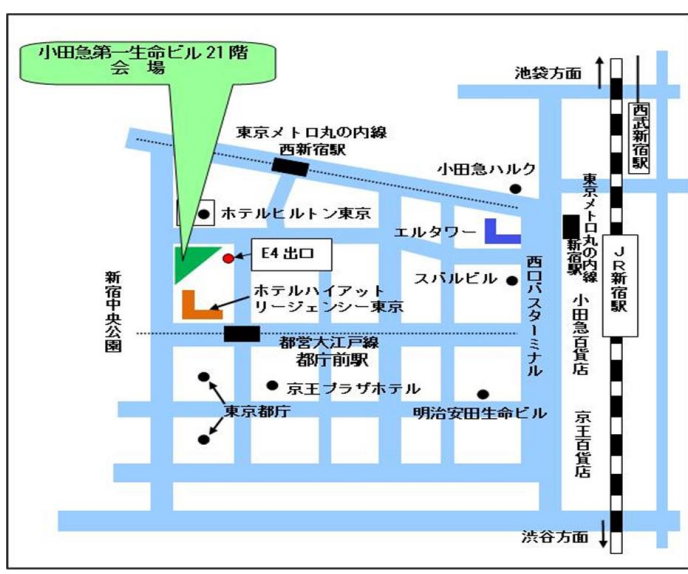 小田急第一生命ビル21階
会 場
池袋方面
西武新宿駅
東京メトロ丸の内線
西新宿駅
小田急ハルク
ホテルヒルトン東京
エルタワー
東京メトロ丸の内線
新宿駅
JR新宿駅
E4出口
スバルビル
西口バスターミナル
新宿中央公園
ホテルハイアット
リージェンシー東京
小田急百貨店
都営大江戸線
都庁前駅
京王プラザホテル
東京都庁
明治安田生命ビル
京王百貨店
渋谷方面